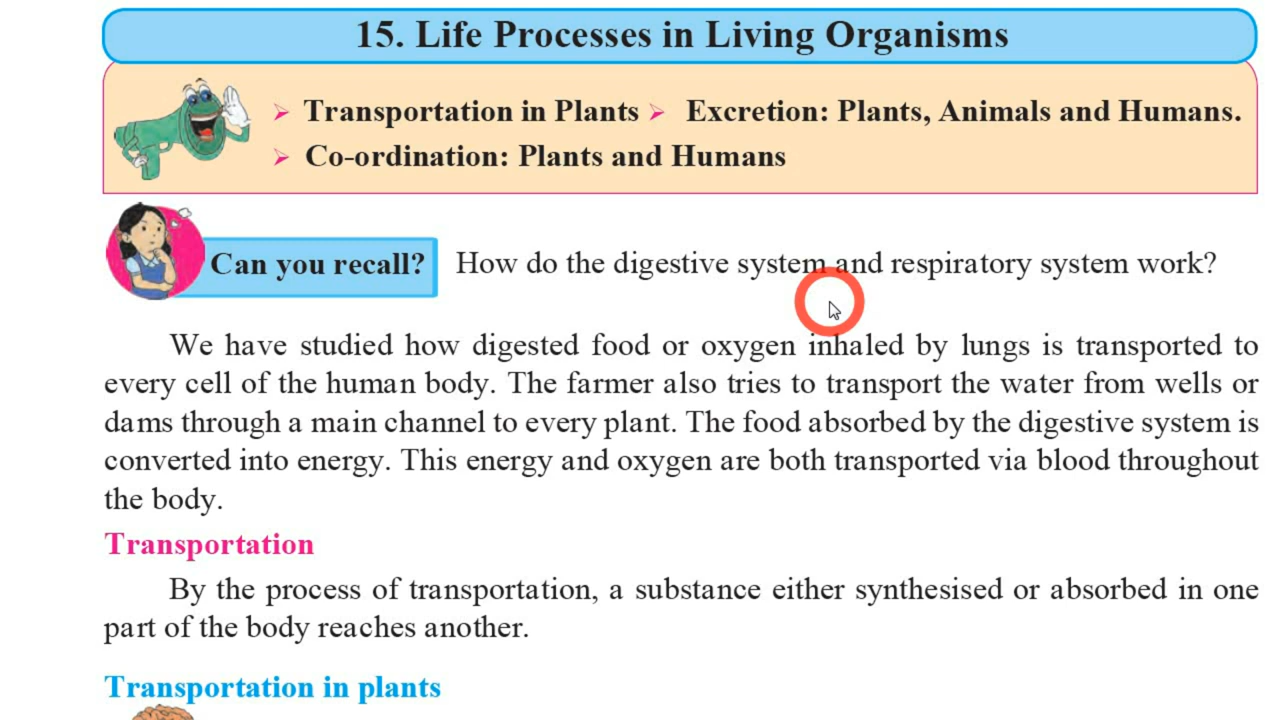 15. Life Processes in Living Organisms
➢ Transportation in Plants ➢ Excretion: Plants, Animals and Humans.
➢ Co-ordination: Plants and Humans
Can you recall? How do the digestive system and respiratory system work?
We have studied how digested food or oxygen inhaled by lungs is transported to
every cell of the human body. The farmer also tries to transport the water from wells or
dams through a main channel to every plant. The food absorbed by the digestive system is
converted into energy. This energy and oxygen are both transported via blood throughout
the body.
Transportation
By the process of transportation, a substance either synthesised or absorbed in one
part of the body reaches another.
Transportation in plants